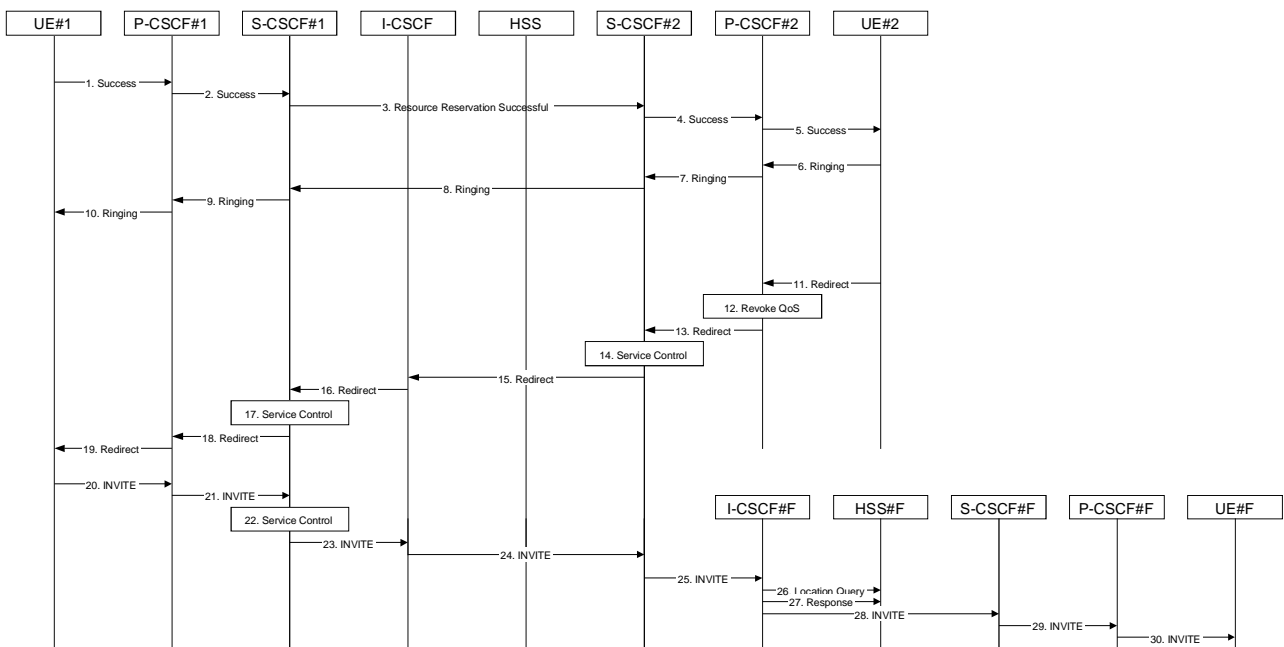 UE#1
P-CSCF#1
S-CSCF#1
I-CSCF
HSS
S-CSCF#2
P-CSCF#2
UE#2
1. Success
2. Success
3. Resource Reservation Successful
4. Success
5. Success
6. Ringing
7. Ringing
8. Ringing
9. Ringing
10. Ringing
11. Redirect
12. Revoke QoS
13. Redirect
14. Service Control
15. Redirect
16. Redirect
17. Service Control
18. Redirect
19. Redirect
20. INVITE
21. INVITE
I-CSCF#F
HSS#F
S-CSCF#F
P-CSCF#F
UE#F
22. Service Control
23. INVITE
24. INVITE
25. INVITE
26. Location Query
27. Response
28. INVITE
29. INVITE
30. INVITE